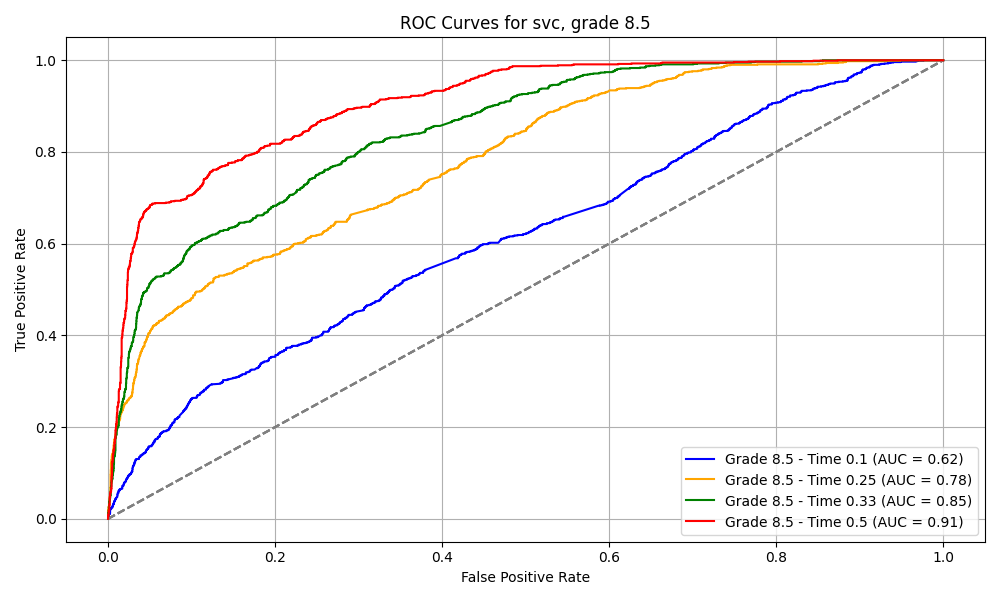 ROC Curves for svc, grade 8.5
True Positive Rate
1.0
0.8
0.6
0.4
0.2
0.0
0.0 0.2 0.4 0.6 0.8 1.0
False Positive Rate
Grade 8.5 - Time 0.1 (AUC = 0.62)
Grade 8.5 - Time 0.25 (AUC = 0.78)
Grade 8.5 - Time 0.33 (AUC = 0.85)
Grade 8.5 - Time 0.5 (AUC = 0.91)